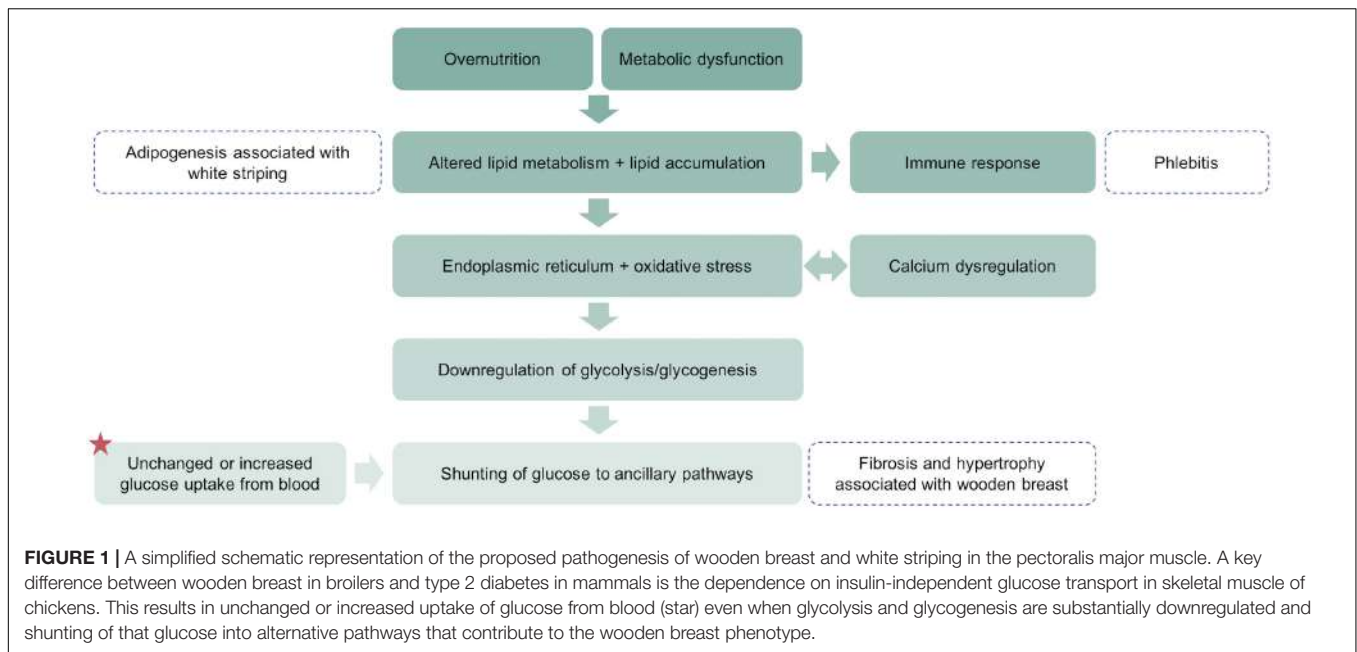 Overnutrition
Metabolic dysfunction
Adipogenesis associated with
white striping
Altered lipid metabolism + lipid accumulation
Immune response
Phlebitis
Endoplasmic reticulum + oxidative stress
Calcium dysregulation
Downregulation of glycolysis/glycogenesis
Unchanged or increased
glucose uptake from blood
Shunting of glucose to ancillary pathways
Fibrosis and hypertrophy
associated with wooden breast
FIGURE 1 | A simplified schematic representation of the proposed pathogenesis of wooden breast and white striping in the pectoralis major muscle. A key
difference between wooden breast in broilers and type 2 diabetes in mammals is the dependence on insulin-independent glucose transport in skeletal muscle of
chickens. This results in unchanged or increased uptake of glucose from blood (star) even when glycolysis and glycogenesis are substantially downregulated and
shunting of that glucose into alternative pathways that contribute to the wooden breast phenotype.